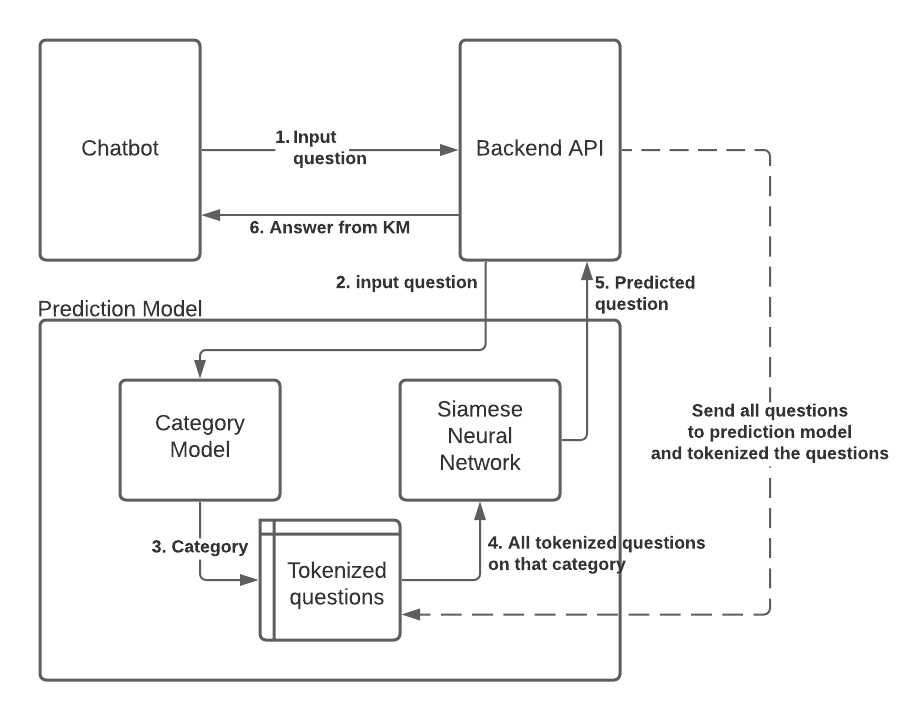 Chatbot
1. Input
question
Backend API
6. Answer from KM
2. input question
5. Predicted
question
Prediction Model
Category
Model
Siamese
Neural
Network
Send all questions
to prediction model
and tokenized the questions
3. Category
Tokenized
questions
4. All tokenized questions
on that category